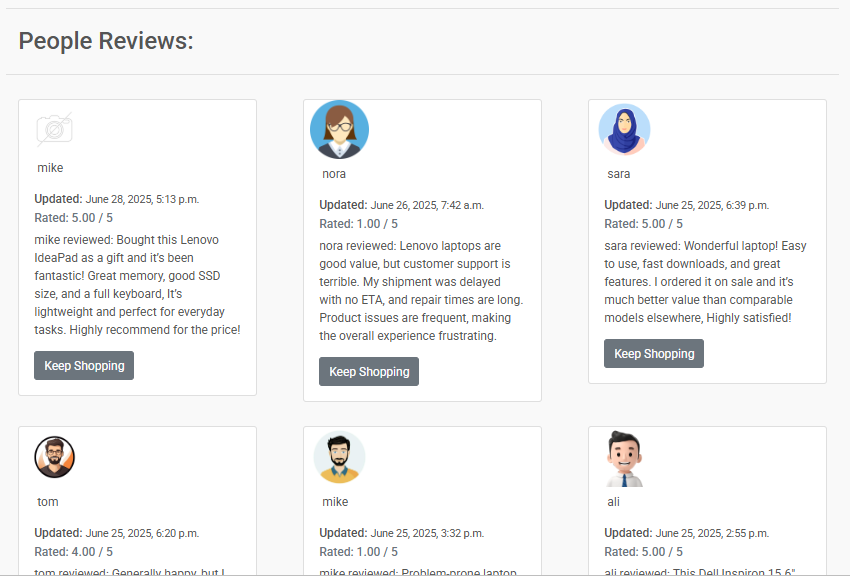 People Reviews:
mike
Updated: June 28, 2025, 5:13 p.m.
Rated: 5.00 / 5
mike reviewed: Bought this Lenovo
IdeaPad as a gift and it's been
fantastic! Great memory, good SSD
size, and a full keyboard, It's
lightweight and perfect for everyday
tasks. Highly recommend for the price!
Keep Shopping
nora
Updated: June 26, 2025, 7:42 a.m.
Rated: 1.00 / 5
nora reviewed: Lenovo laptops are
good value, but customer support is
terrible. My shipment was delayed
with no ETA, and repair times are long.
Product issues are frequent, making
the overall experience frustrating.
Keep Shopping
sara
Updated: June 25, 2025, 6:39 p.m.
Rated: 5.00 / 5
sara reviewed: Wonderful laptop! Easy
to use, fast downloads, and great
features. I ordered it on sale and it's
much better value than comparable
models elsewhere, Highly satisfied!
Keep Shopping
tom
Updated: June 25, 2025, 6:20 p.m.
Rated: 4.00 / 5
tom reviewed: Generally happy, but I
mike
Updated: June 25, 2025, 3:32 p.m.
Rated: 1.00 / 5
mike reviewed: Problem-prone laptop
ali
Updated: June 25, 2025, 2:55 p.m.
Rated: 5.00 / 5
ali reviewed: This Dell Inspiron 15.6"